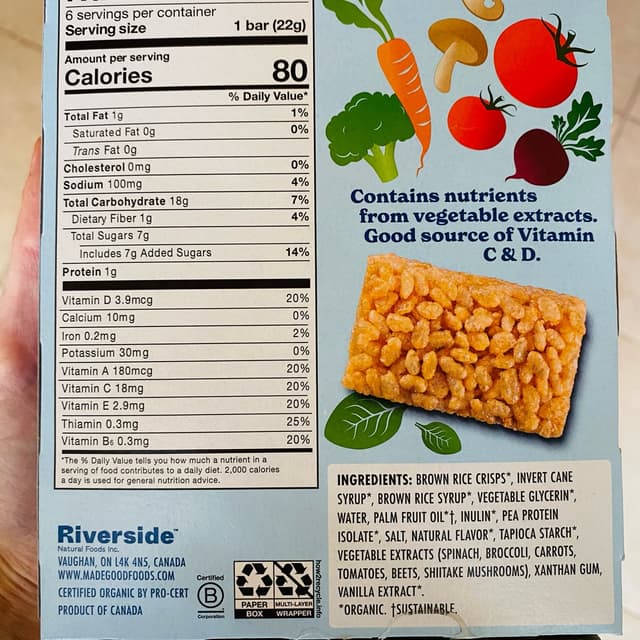 6 servings per container
Serving size 1 bar (22g)
Amount per serving
Calories 80
% Daily Value*
Total Fat 1g 1%
Saturated Fat 0g 0%
Trans Fat 0g
Cholesterol 0mg 0%
Sodium 100mg 4%
Total Carbohydrate 18g 7%
Dietary Fiber 1g 4%
Total Sugars 7g
Includes 7g Added Sugars 14%
Protein 1g
Vitamin D 3.9mcg 20%
Calcium 10mg 0%
Iron 0.2mg 2%
Potassium 30mg 0%
Vitamin A 180mcg 20%
Vitamin C 18mg 20%
Vitamin E 2.9mg 20%
Thiamin 0.3mg 25%
Vitamin B6 0.3mg 20%
*The % Daily Value tells you how much a nutrient in a
serving of food contributes to a daily diet. 2,000 calories
a day is used for general nutrition advice.
Riverside™
Natural Foods Inc.
VAUGHAN, ON L4K 4N5, CANADA
WWW.MADEGOODFOODS.COM
CERTIFIED ORGANIC BY PRO-CERT
PRODUCT OF CANADA
Certified
B
Corporation
PAPER
BOX
MULTI-LAYER
WRAPPER
how2recycle.info
Contains nutrients
from vegetable extracts.
Good source of Vitamin
C & D.
INGREDIENTS: BROWN RICE CRISPS*, INVERT CANE
SYRUP*, BROWN RICE SYRUP*, VEGETABLE GLYCERIN*,
WATER, PALM FRUIT OIL*†, INULIN*, PEA PROTEIN
ISOLATE*, SALT, NATURAL FLAVOR*, TAPIOCA STARCH*,
VEGETABLE EXTRACTS (SPINACH, BROCCOLI, CARROTS,
TOMATOES, BEETS, SHIITAKE MUSHROOMS), XANTHAN GUM,
VANILLA EXTRACT*.
*ORGANIC. †SUSTAINABLE.